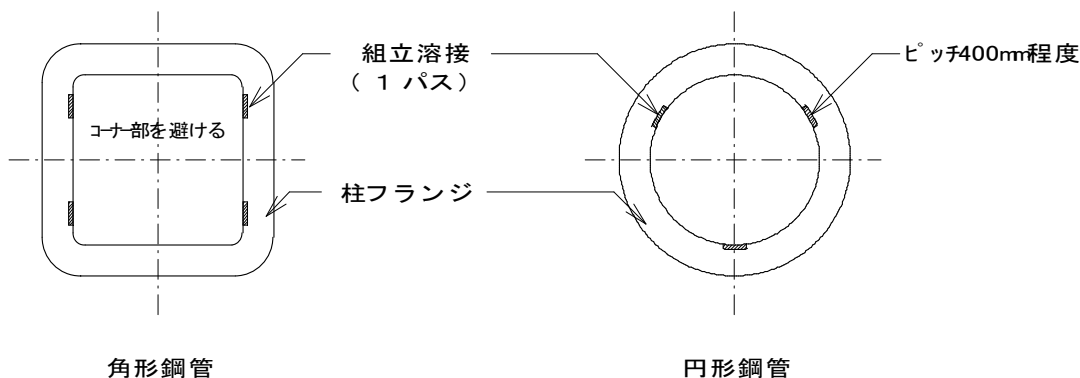 組立溶接
（１パス）
ピッチ400mm程度
コーナー部を避ける
柱フランジ
角形鋼管
円形鋼管